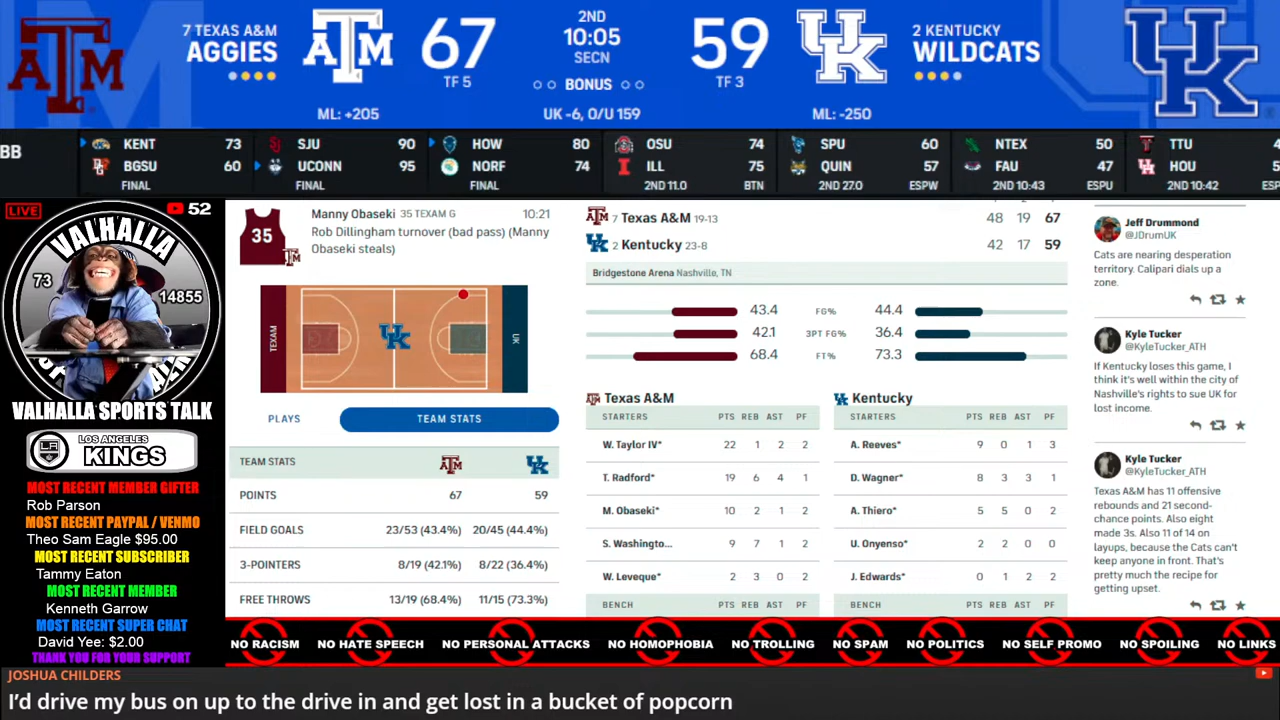 7 TEXAS A&M
AGGIES
67
TF 5
ML: +205
2ND
10:05
SECN
BONUS
UK -6, O/U 159
59
TF 3
ML: -250
2 KENTUCKY
WILDCATS
BB
KENT 73
BGSU 60
FINAL
SJU 90
UCONN 95
FINAL
HOW 80
NORF 74
FINAL
OSU 74
ILL 75
2ND 11.0 BTN
SPU 60
QUIN 57
2ND 27.0 ESPW
NTEX 50
FAU 47
2ND 10:43 ESPU
TTU
HOU
2ND 10:42
LIVE
52
VALHALLA
73
14855
VALHALLA SPORTS TALK
LOS ANGELES
KINGS
MOST RECENT MEMBER GIFTER
Rob Parson
MOST RECENT PAYPAL / VENMO
Theo Sam Eagle $95.00
MOST RECENT SUBSCRIBER
Tammy Eaton
MOST RECENT MEMBER
Kenneth Garrow
MOST RECENT SUPER CHAT
David Yee: $2.00
THANK YOU FOR YOUR SUPPORT
35
Manny Obaseki 35 TEXAM G 10:21
Rob Dillingham turnover (bad pass) (Manny
Obaseki steals)
TEXAM
UK
PLAYS
TEAM STATS
TEAM STATS
POINTS 67 59
FIELD GOALS 23/53 (43.4%) 20/45 (44.4%)
3-POINTERS 8/19 (42.1%) 8/22 (36.4%)
FREE THROWS 13/19 (68.4%) 11/15 (73.3%)
7 Texas A&M 19-13 48 19 67
2 Kentucky 23-8 42 17 59
Bridgestone Arena Nashville, TN
43.4 FG% 44.4
42.1 3PT FG% 36.4
68.4 FT% 73.3
Texas A&M
STARTERS PTS REB AST PF
W. Taylor IV* 22 1 2 2
T. Radford* 19 6 4 1
M. Obaseki* 10 2 1 2
S. Washingto... 9 7 1 2
W. Leveque* 2 3 0 2
BENCH PTS REB AST PF
Kentucky
STARTERS PTS REB AST PF
A. Reeves* 9 0 1 3
D. Wagner* 8 3 3 1
A. Thiero* 5 5 0 2
U. Onyenso* 2 2 0 0
J. Edwards* 0 1 2 2
BENCH PTS REB AST PF
Jeff Drummond
@JDrumUK
Cats are nearing desperation
territory. Calipari dials up a
zone.
Kyle Tucker
@KyleTucker_ATH
If Kentucky loses this game, I
think it's well within the city of
Nashville's rights to sue UK for
lost income.
Kyle Tucker
@KyleTucker_ATH
Texas A&M has 11 offensive
rebounds and 21 second-
chance points. Also eight
made 3s. Also 11 of 14 on
layups, because the Cats can't
keep anyone in front. That's
pretty much the recipe for
getting upset.
NO RACISM NO HATE SPEECH NO PERSONAL ATTACKS NO HOMOPHOBIA NO TROLLING NO SPAM NO POLITICS NO SELF PROMO NO SPOILING NO LINKS
JOSHUA CHILDERS
I'd drive my bus on up to the drive in and get lost in a bucket of popcorn